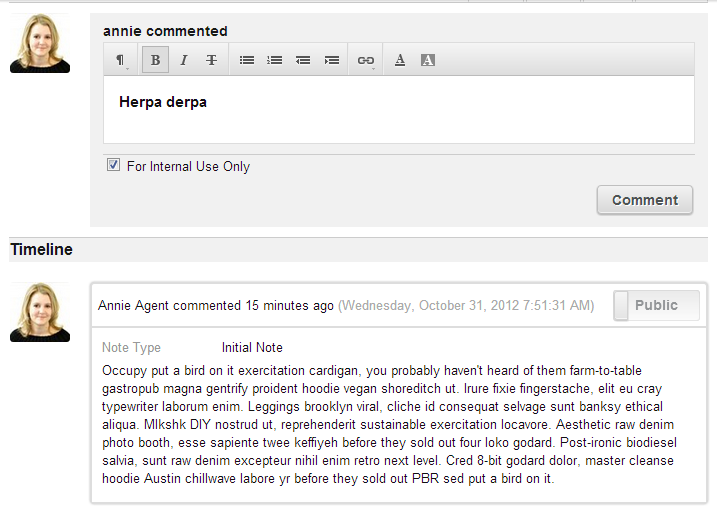 annie commented
¶ B I T A A
Herpa derpa
For Internal Use Only
Comment
Timeline
Annie Agent commented 15 minutes ago (Wednesday, October 31, 2012 7:51:31 AM) Public
Note Type Initial Note
Occupy put a bird on it exercitation cardigan, you probably haven't heard of them farm-to-table
gastropub magna gentrify proident hoodie vegan shoreditch ut. Irure fixie fingerstache, elit eu cray
typewriter laborum enim. Leggings brooklyn viral, cliche id consequat selvage sunt banksy ethical
aliqua. Mlkshk DIY nostrud ut, reprehenderit sustainable exercitation locavore. Aesthetic raw denim
photo booth, esse sapiente twee keffiyeh before they sold out four loko godard. Post-ironic biodiesel
salvia, sunt raw denim excepteur nihil enim retro next level. Cred 8-bit godard dolor, master cleanse
hoodie Austin chillwave labore yr before they sold out PBR sed put a bird on it.